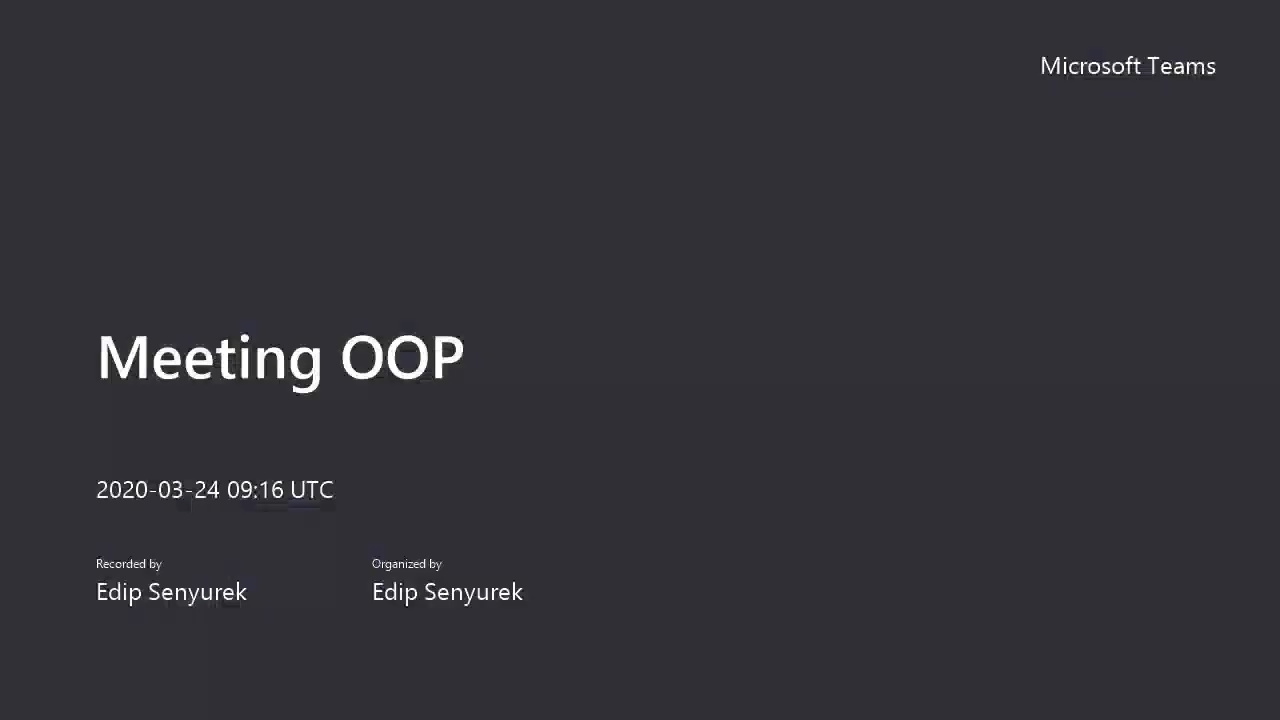 Microsoft Teams
Meeting OOP
2020-03-24 09:16 UTC
Recorded by
Edip Senyurek
Organized by
Edip Senyurek